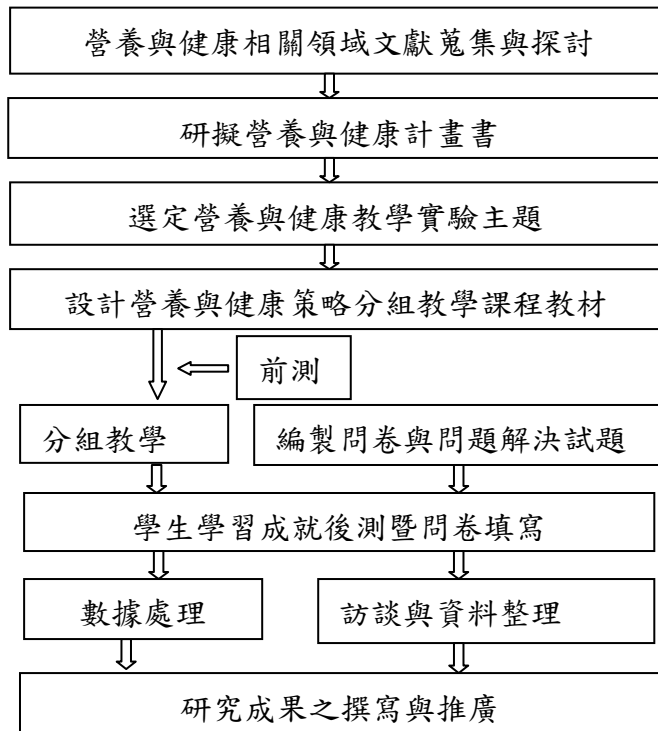 營養與健康相關領域文獻蒐集與探討
研擬營養與健康計畫書
選定營養與健康教學實驗主題
設計營養與健康策略分組教學課程教材
前測
分組教學
編製問卷與問題解決試題
學生學習成就後測暨問卷填寫
數據處理
訪談與資料整理
研究成果之撰寫與推廣